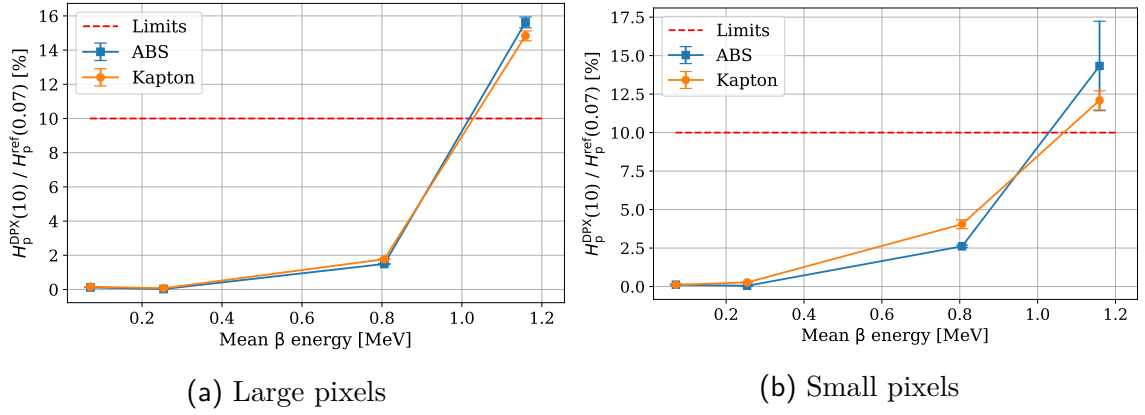 16
14
12
10
8
6
4
2
0
H_p^DPX(10) / H_p^ref(0.07) [%]
Limits
ABS
Kapton
0.2 0.4 0.6 0.8 1.0 1.2
Mean β energy [MeV]
(a) Large pixels
17.5
15.0
12.5
10.0
7.5
5.0
2.5
0.0
H_p^DPX(10) / H_p^ref(0.07) [%]
Limits
ABS
Kapton
0.2 0.4 0.6 0.8 1.0 1.2
Mean β energy [MeV]
(b) Small pixels